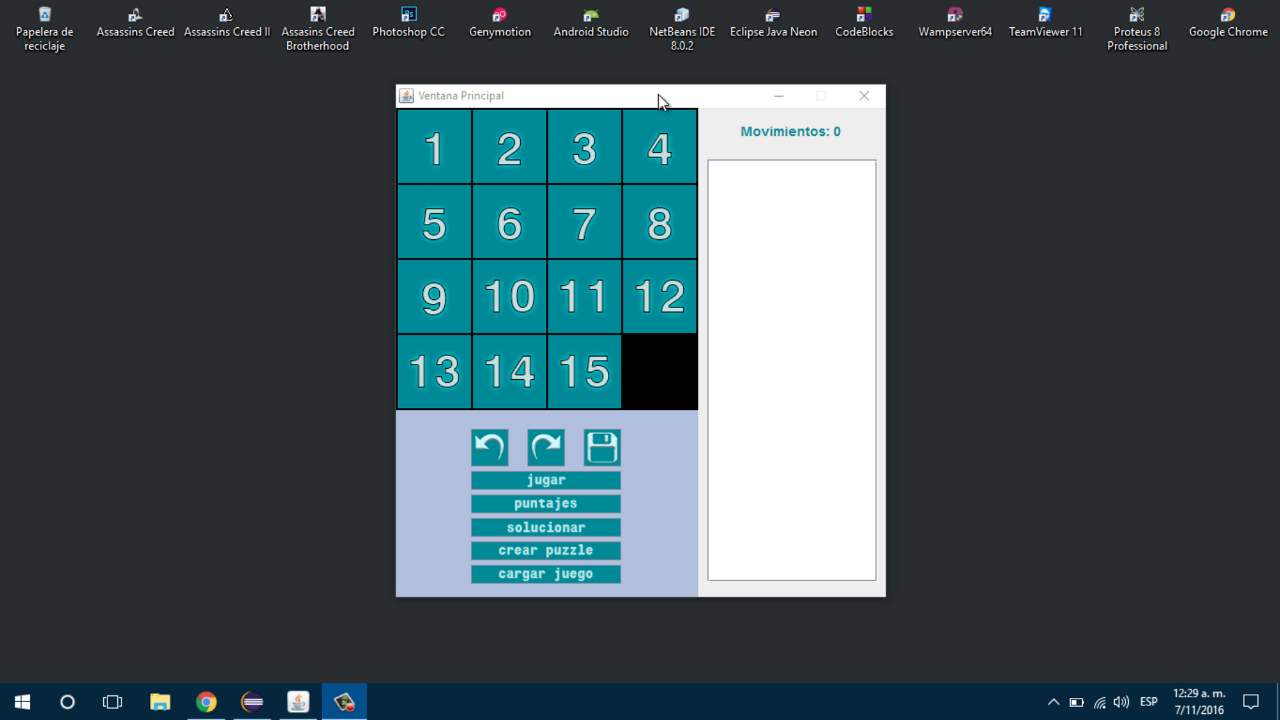 Papelera de reciclaje
Assassins Creed
Assassins Creed II
Assasins Creed Brotherhood
Photoshop CC
Genymotion
Android Studio
NetBeans IDE 8.0.2
Eclipse Java Neon
CodeBlocks
Wampserver64
TeamViewer 11
Proteus 8 Professional
Google Chrome
Ventana Principal
Movimientos: 0
1 2 3 4
5 6 7 8
9 10 11 12
13 14 15
jugar
puntajes
solucionar
crear puzzle
cargar juego
ESP
12:29 a. m.
7/11/2016